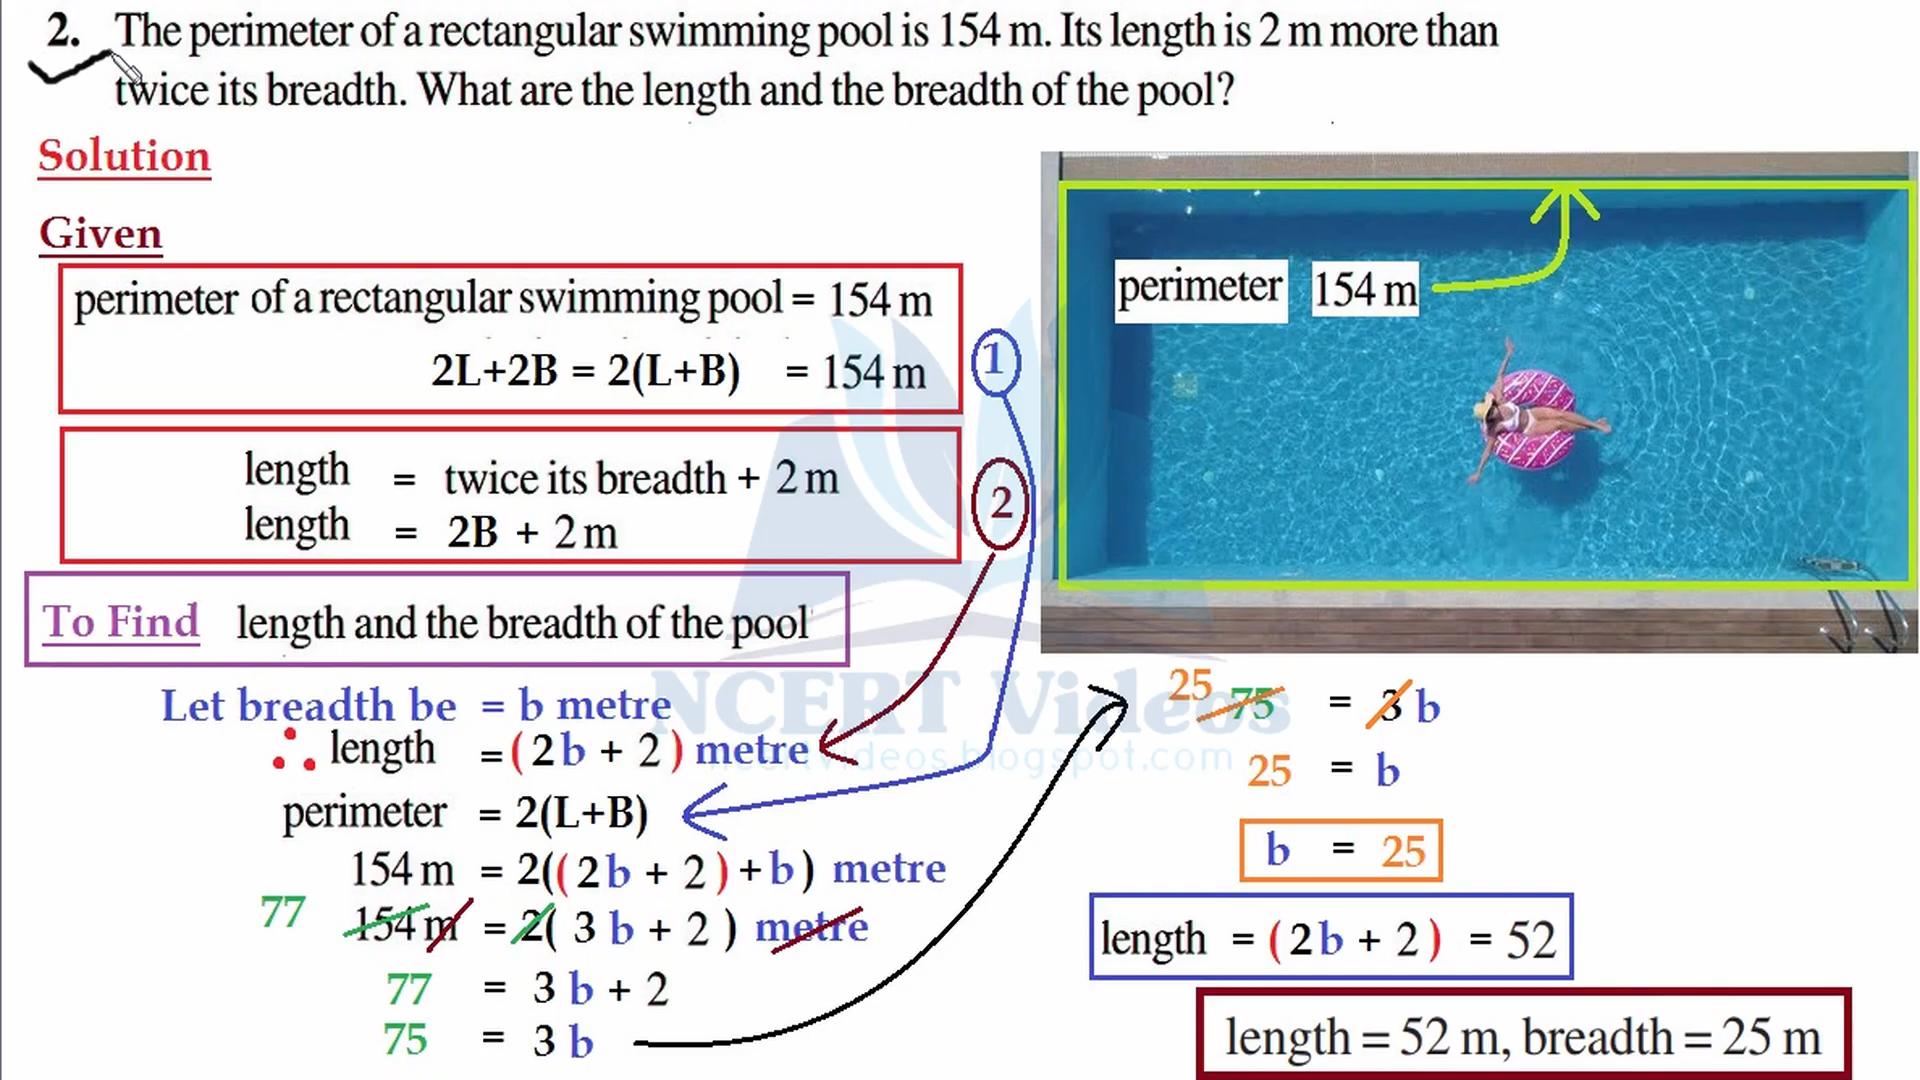 2. The perimeter of a rectangular swimming pool is 154 m. Its length is 2 m more than
twice its breadth. What are the length and the breadth of the pool?
Solution
Given
perimeter of a rectangular swimming pool = 154 m
2L+2B = 2(L+B) = 154 m
1
length = twice its breadth + 2 m
length = 2B + 2 m
2
To Find length and the breadth of the pool
perimeter 154 m
Let breadth be = b metre
∴ length = (2b + 2) metre
perimeter = 2(L+B)
154 m = 2((2b + 2) + b) metre
77 154 m = 2( 3 b + 2 ) metre
77 = 3 b + 2
75 = 3 b
25 75 = 3 b
25 = b
b = 25
length = (2b + 2) = 52
length = 52 m, breadth = 25 m
NCERT Videos
ncertvideos.blogspot.com